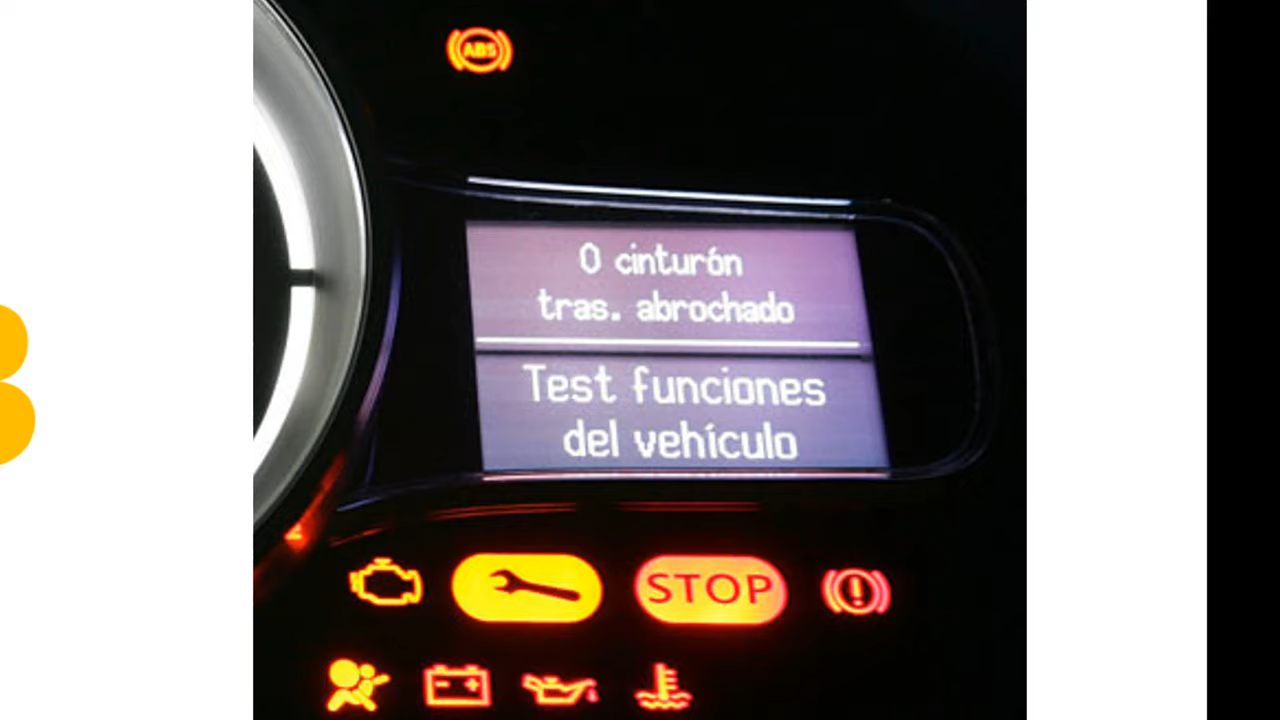 ABS
0 cinturón
tras. abrochado
Test funciones
del vehículo
STOP